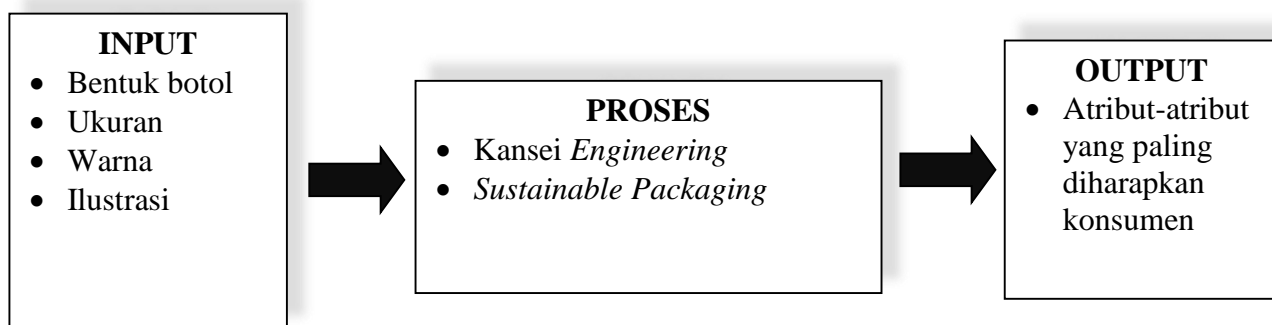 INPUT
• Bentuk botol
• Ukuran
• Warna
• Ilustrasi
PROSES
• Kansei Engineering
• Sustainable Packaging
OUTPUT
• Atribut-atribut
yang paling
diharapkan
konsumen